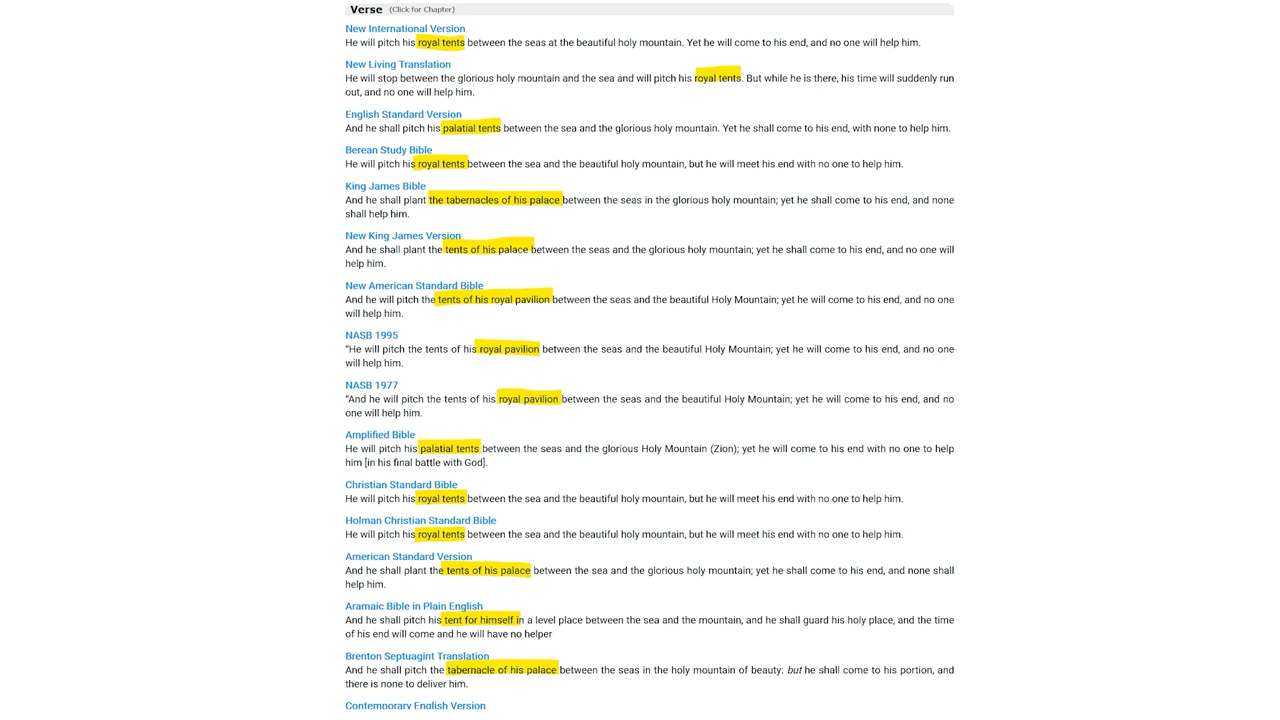 Verse (Click for Chapter)
New International Version
He will pitch his royal tents between the seas at the beautiful holy mountain. Yet he will come to his end, and no one will help him.
New Living Translation
He will stop between the glorious holy mountain and the sea and will pitch his royal tents. But while he is there, his time will suddenly run
out, and no one will help him.
English Standard Version
And he shall pitch his palatial tents between the sea and the glorious holy mountain. Yet he shall come to his end, with none to help him.
Berean Study Bible
He will pitch his royal tents between the sea and the beautiful holy mountain, but he will meet his end with no one to help him.
King James Bible
And he shall plant the tabernacles of his palace between the seas in the glorious holy mountain; yet he shall come to his end, and none
shall help him.
New King James Version
And he shall plant the tents of his palace between the seas and the glorious holy mountain; yet he shall come to his end, and no one will
help him.
New American Standard Bible
And he will pitch the tents of his royal pavilion between the seas and the beautiful Holy Mountain; yet he will come to his end, and no one
will help him.
NASB 1995
“He will pitch the tents of his royal pavilion between the seas and the beautiful Holy Mountain; yet he will come to his end, and no one
will help him.
NASB 1977
“And he will pitch the tents of his royal pavilion between the seas and the beautiful Holy Mountain; yet he will come to his end, and no
one will help him.
Amplified Bible
He will pitch his palatial tents between the seas and the glorious Holy Mountain (Zion); yet he will come to his end with no one to help
him [in his final battle with God].
Christian Standard Bible
He will pitch his royal tents between the sea and the beautiful holy mountain, but he will meet his end with no one to help him.
Holman Christian Standard Bible
He will pitch his royal tents between the sea and the beautiful holy mountain, but he will meet his end with no one to help him.
American Standard Version
And he shall plant the tents of his palace between the sea and the glorious holy mountain; yet he shall come to his end, and none shall
help him.
Aramaic Bible in Plain English
And he shall pitch his tent for himself in a level place between the sea and the mountain, and he shall guard his holy place, and the time
of his end will come and he will have no helper
Brenton Septuagint Translation
And he shall pitch the tabernacle of his palace between the seas in the holy mountain of beauty: but he shall come to his portion, and
there is none to deliver him.
Contemporary English Version